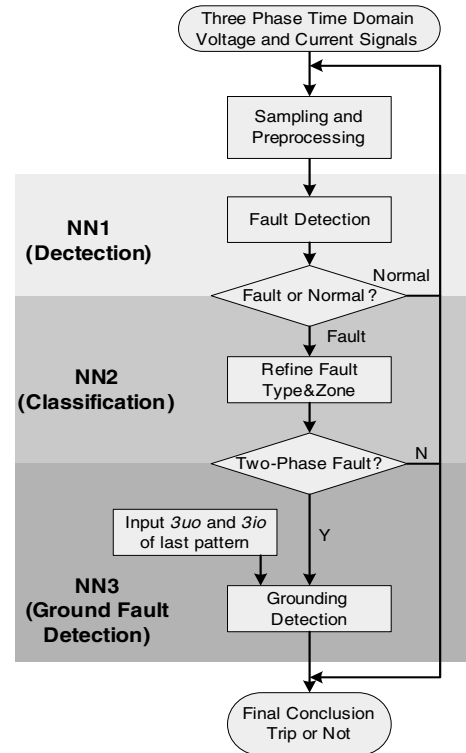 Three Phase Time Domain
Voltage and Current Signals
Sampling and
Preprocessing
NN1
(Dectection)
Fault Detection
Fault or Normal?
Normal
Fault
NN2
(Classification)
Refine Fault
Type&Zone
Two-Phase Fault?
N
Y
Input 3uo and 3io
of last pattern
NN3
(Ground Fault
Detection)
Grounding
Detection
Final Conclusion
Trip or Not